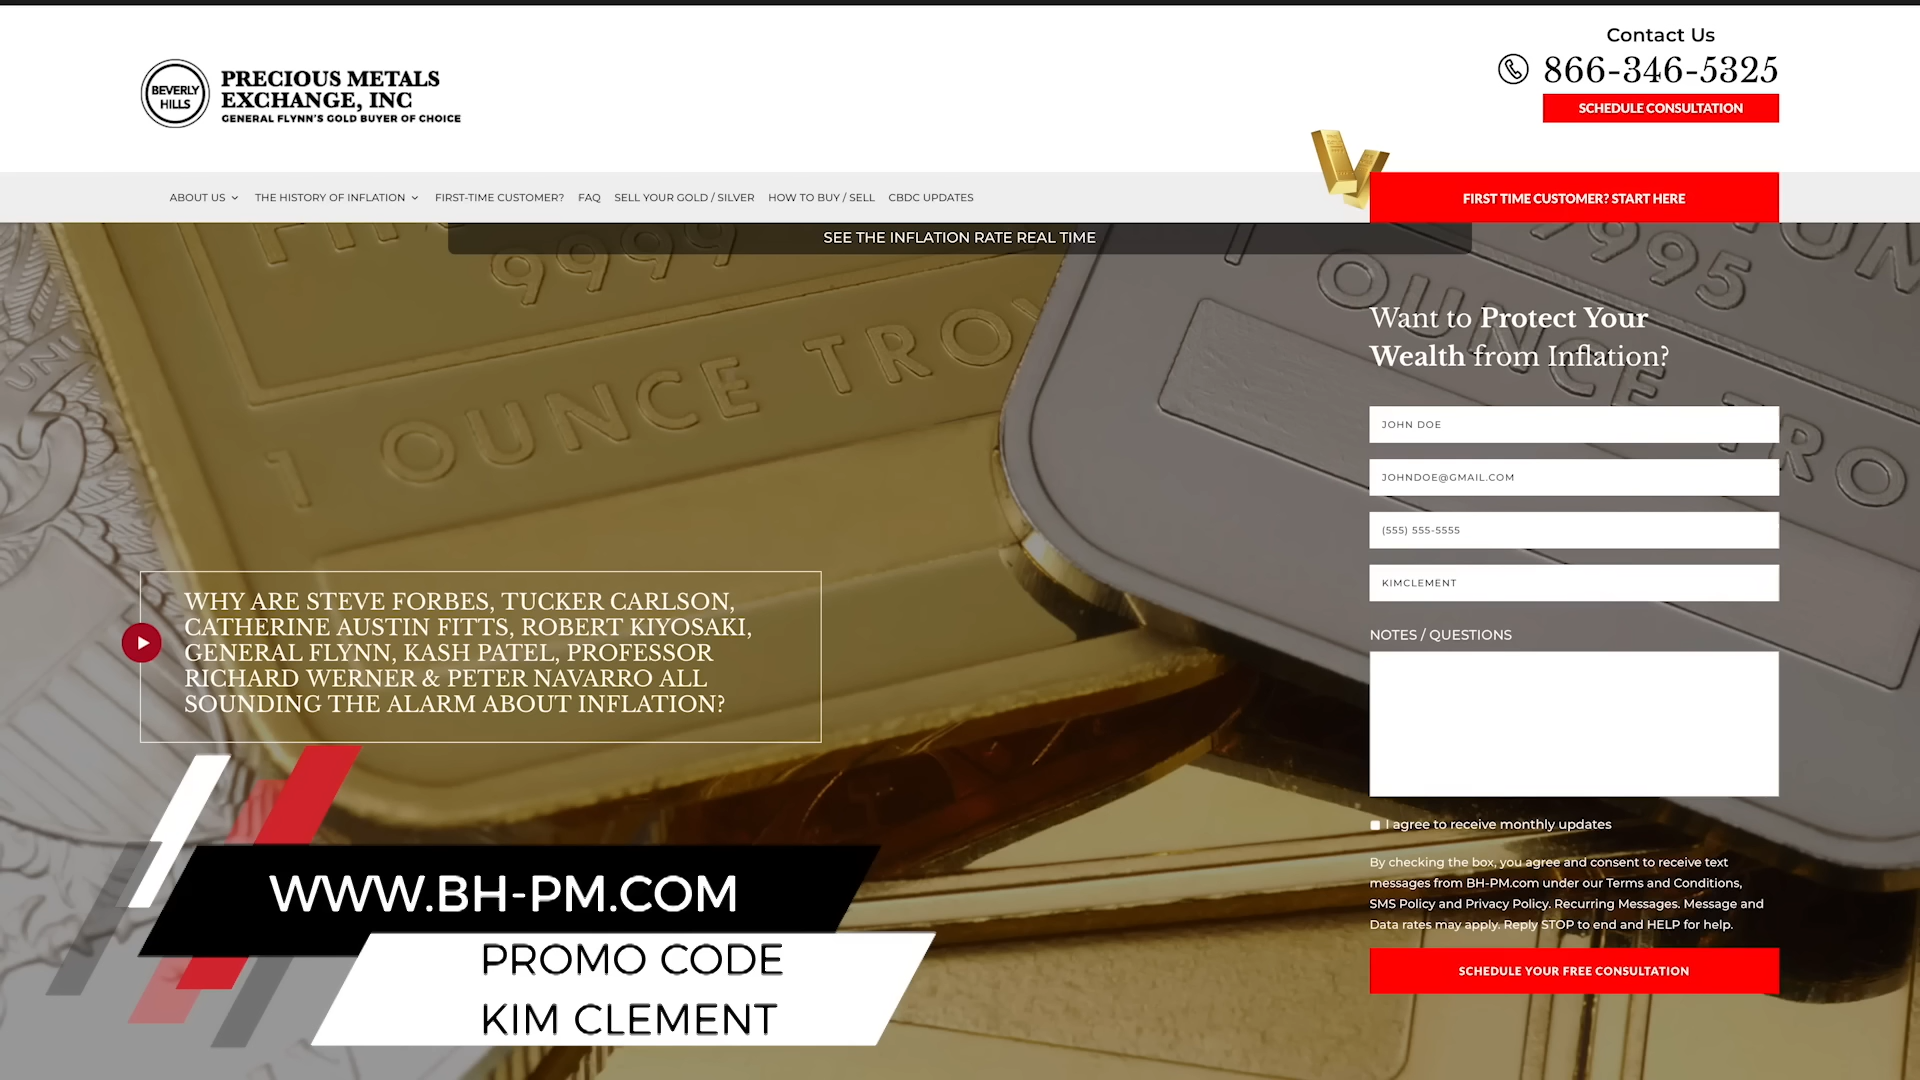 Contact Us
866-346-5325
SCHEDULE CONSULTATION
BEVERLY
HILLS
PRECIOUS METALS
EXCHANGE, INC
GENERAL FLYNN'S GOLD BUYER OF CHOICE
ABOUT US
THE HISTORY OF INFLATION
FIRST-TIME CUSTOMER?
FAQ
SELL YOUR GOLD / SILVER
HOW TO BUY / SELL
CBDC UPDATES
FIRST TIME CUSTOMER? START HERE
SEE THE INFLATION RATE REAL TIME
9999
1 OUNCE TROY
9995
1 OUNCE TRO
Want to Protect Your
Wealth from Inflation?
JOHN DOE
JOHNDOE@GMAIL.COM
(555) 555-5555
KIMCLEMENT
NOTES / QUESTIONS
I agree to receive monthly updates
By checking the box, you agree and consent to receive text
messages from BH-PM.com under our Terms and Conditions,
SMS Policy and Privacy Policy. Recurring Messages. Message and
Data rates may apply. Reply STOP to end and HELP for help.
SCHEDULE YOUR FREE CONSULTATION
WHY ARE STEVE FORBES, TUCKER CARLSON,
CATHERINE AUSTIN FITTS, ROBERT KIYOSAKI,
GENERAL FLYNN, KASH PATEL, PROFESSOR
RICHARD WERNER & PETER NAVARRO ALL
SOUNDING THE ALARM ABOUT INFLATION?
WWW.BH-PM.COM
PROMO CODE
KIM CLEMENT